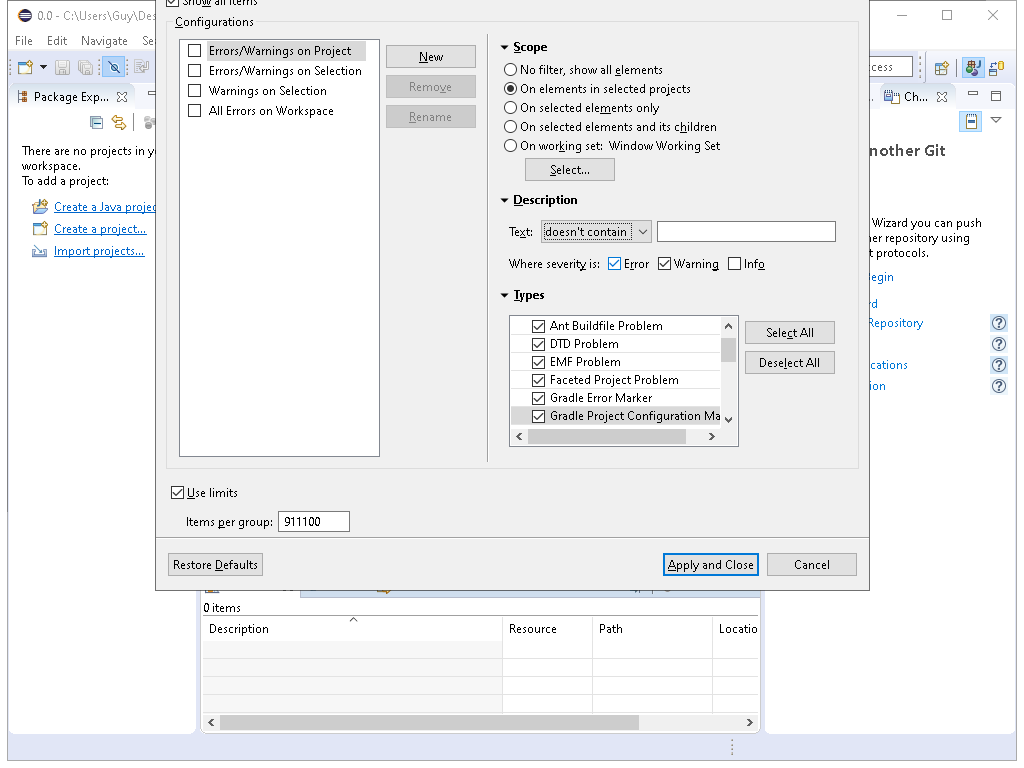 0.0 - C:\Users\Guy\Des
Show all items
File Edit Navigate Se
Configurations
Errors/Warnings on Project
Errors/Warnings on Selection
Warnings on Selection
All Errors on Workspace
New
Remove
Rename
Scope
No filter, show all elements
On elements in selected projects
On selected elements only
On selected elements and its children
On working set: Window Working Set
Select...
Description
Text: doesn't contain
Where severity is: Error Warning Info
Types
Ant Buildfile Problem
DTD Problem
EMF Problem
Faceted Project Problem
Gradle Error Marker
Gradle Project Configuration Ma
Select All
Deselect All
Use limits
Items per group: 911100
Restore Defaults
Apply and Close
Cancel
Package Exp...
There are no projects in y
workspace.
To add a project:
Create a Java projec
Create a project...
Import projects...
cess
Ch...
nother Git
Wizard you can push
er repository using
t protocols.
egin
rd
Repository
cations
ion
0 items
Description Resource Path Locatio